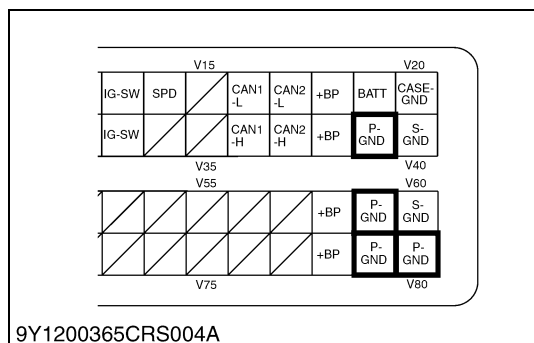 V15 V20
IG-SW SPD CAN1-L CAN2-L +BP BATT CASE-GND
IG-SW CAN1-H CAN2-H +BP P-GND S-GND
V35 V40
V55 V60
+BP P-GND S-GND
+BP P-GND P-GND
V75 V80
9Y1200365CRS004A